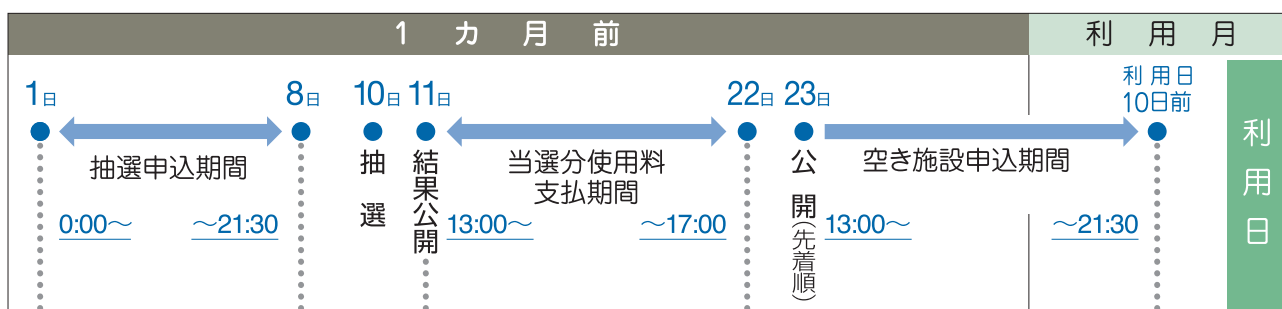 1カ月前
利用月
1日
8日
10日
11日
22日
23日
利用日
10日前
抽選申込期間
抽選
結果公開
当選分使用料
支払期間
公開(先着順)
空き施設申込期間
利用日
0:00～
～21:30
13:00～
～17:00
13:00～
～21:30